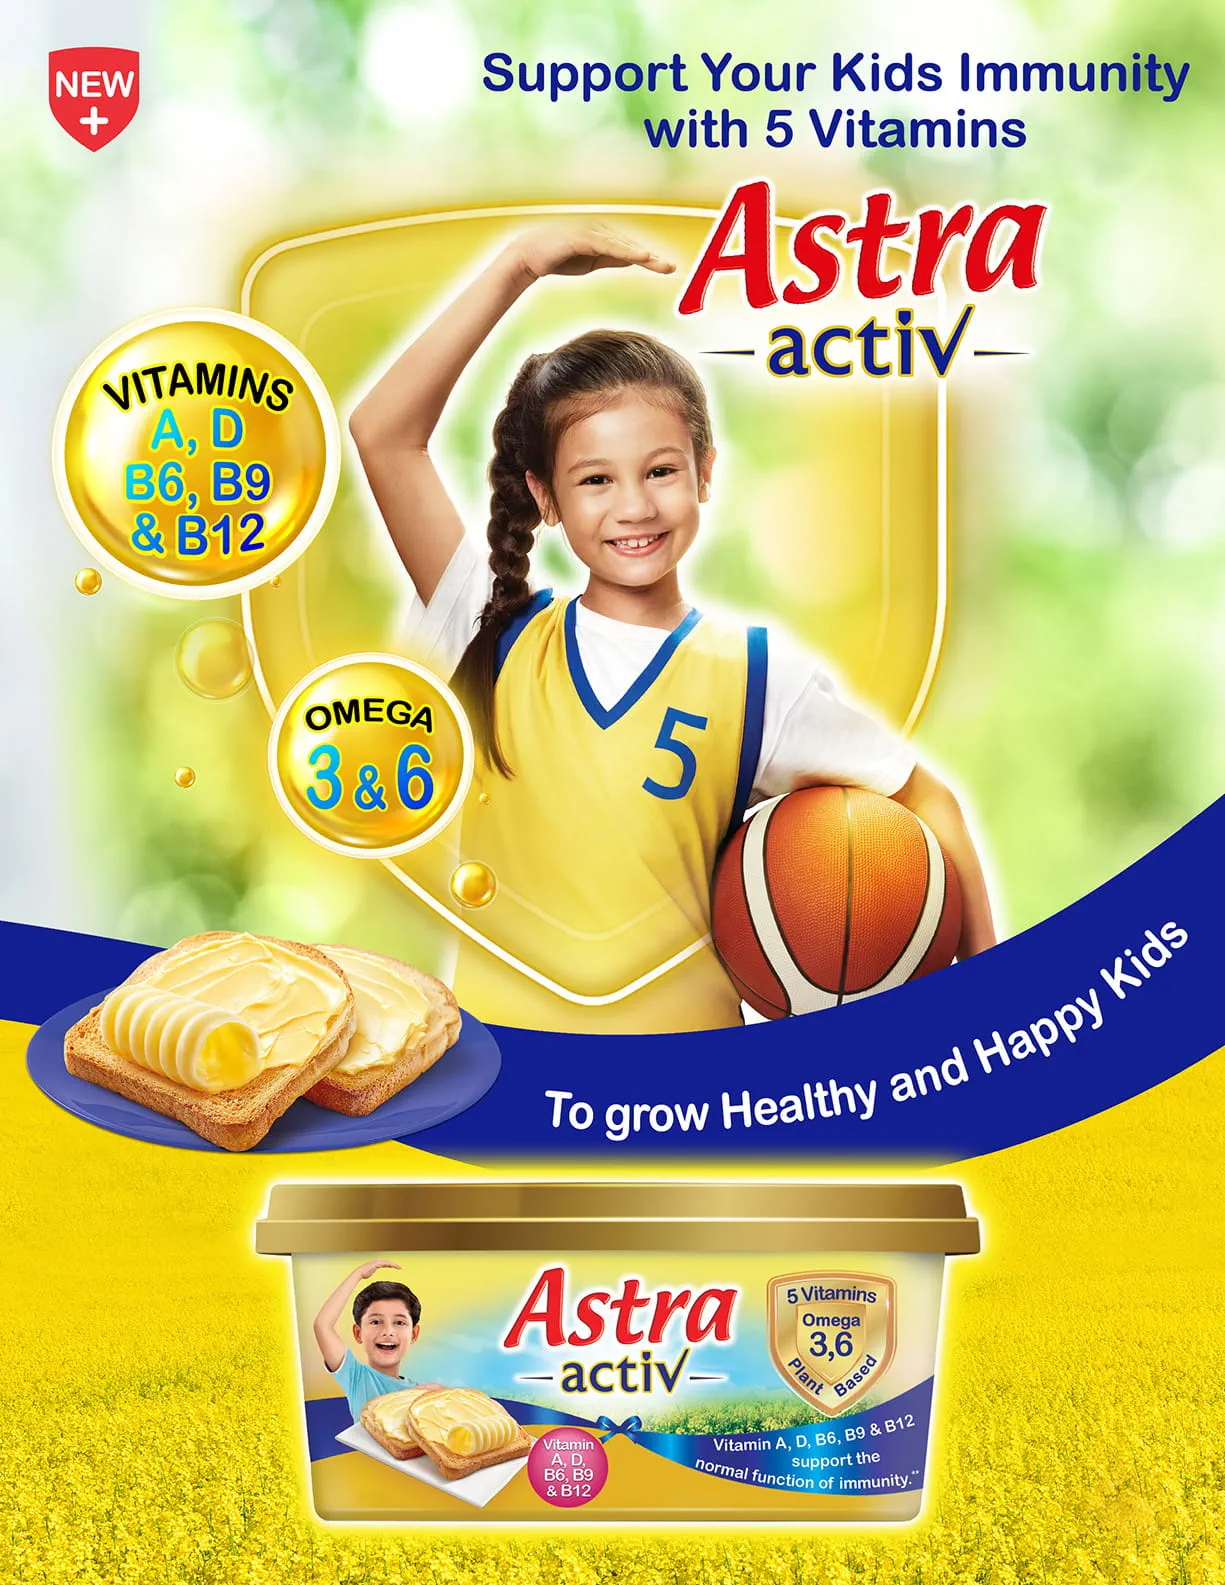 NEW
+
Support Your Kids Immunity
with 5 Vitamins
Astra
activ
VITAMINS
A, D
B6, B9
& B12
OMEGA
3 & 6
5
To grow Healthy and Happy Kids
Astra
activ
5 Vitamins
Omega
3,6
Plant Based
Vitamin
A, D,
B6, B9
& B12
Vitamin A, D, B6, B9 & B12
support the
normal function of immunity.**